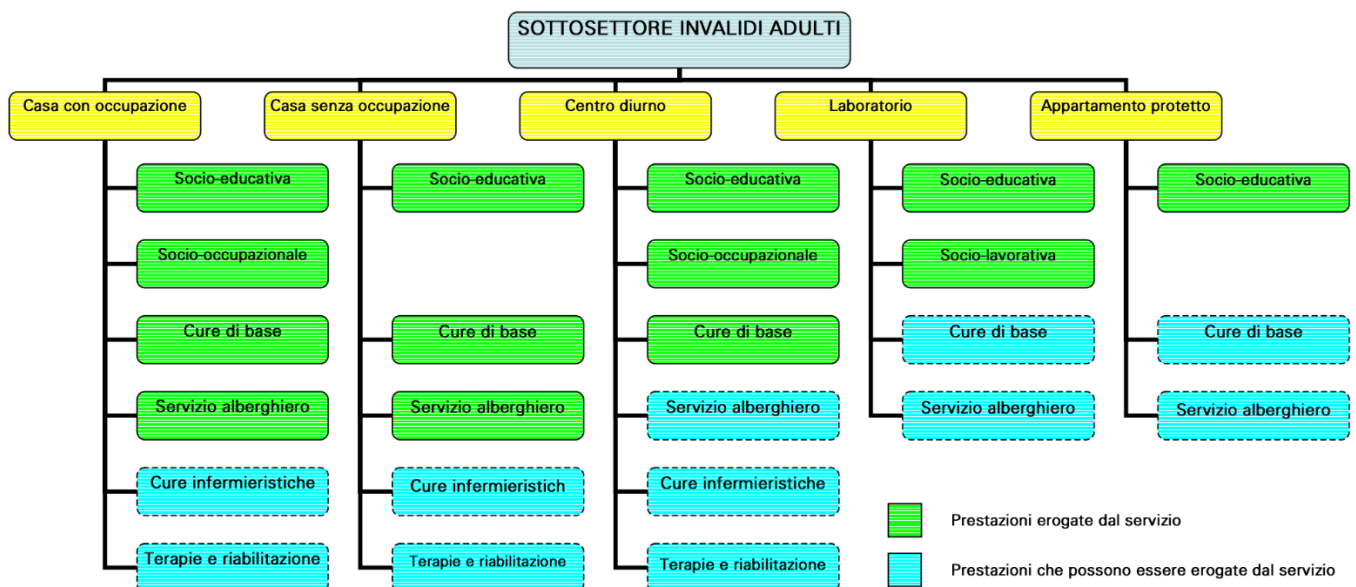 SOTTOSETTORE INVALIDI ADULTI
Casa con occupazione
Casa senza occupazione
Centro diurno
Laboratorio
Appartamento protetto
Socio-educativa
Socio-educativa
Socio-educativa
Socio-educativa
Socio-educativa
Socio-occupazionale
Socio-occupazionale
Socio-lavorativa
Cure di base
Cure di base
Cure di base
Cure di base
Cure di base
Servizio alberghiero
Servizio alberghiero
Servizio alberghiero
Servizio alberghiero
Servizio alberghiero
Cure infermieristiche
Cure infermieristich
Cure infermieristiche
Prestazioni erogate dal servizio
Terapie e riabilitazione
Terapie e riabilitazione
Terapie e riabilitazione
Prestazioni che possono essere erogate dal servizio